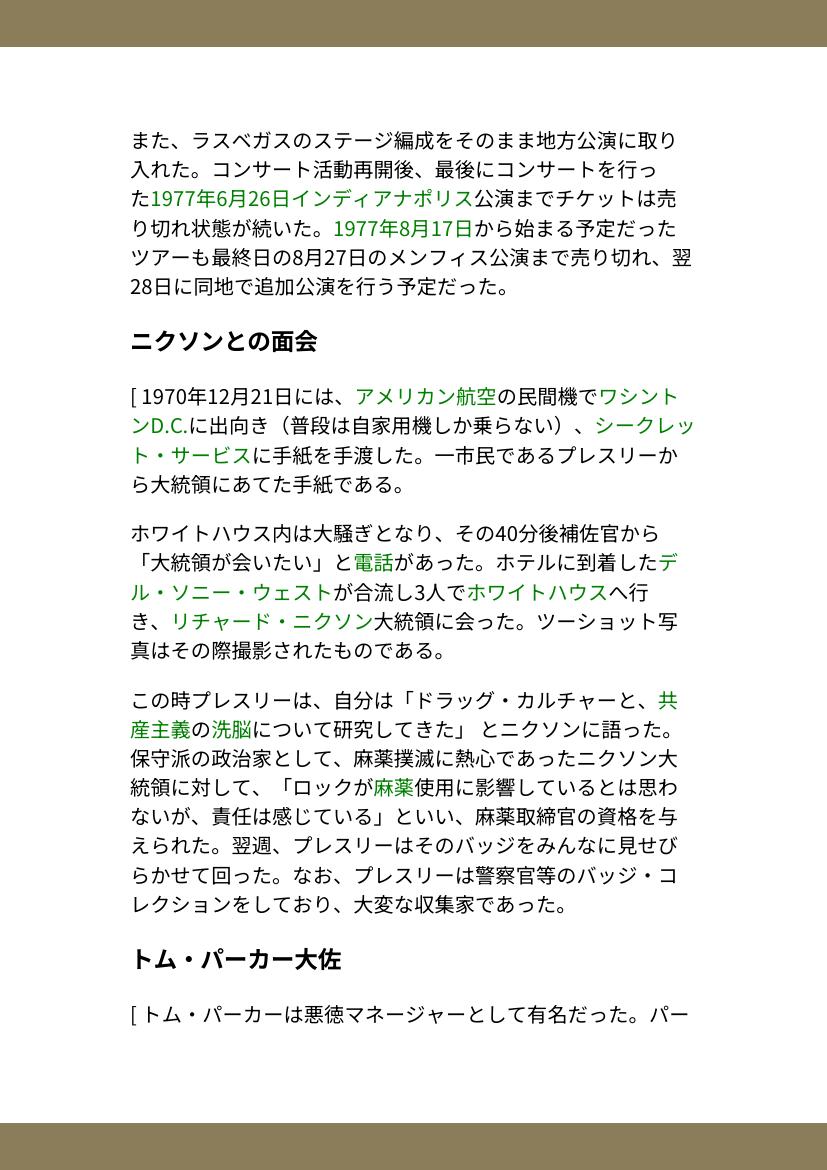 また、ラスベガスのステージ編成をそのまま地方公演に取り
入れた。コンサート活動再開後、最後にコンサートを行っ
た1977年6月26日インディアナポリス公演までチケットは売
り切れ状態が続いた。1977年8月17日から始まる予定だった
ツアーも最終日の8月27日のメンフィス公演まで売り切れ、翌
28日に同地で追加公演を行う予定だった。
ニクソンとの面会
[ 1970年12月21日には、アメリカン航空の民間機でワシント
ンD.C.に出向き（普段は自家用機しか乗らない）、シークレッ
ト・サービスに手紙を手渡した。一市民であるプレスリーか
ら大統領にあてた手紙である。
ホワイトハウス内は大騒ぎとなり、その40分後補佐官から
「大統領が会いたい」と電話があった。ホテルに到着したデ
ル・ソニー・ウェストが合流し3人でホワイトハウスへ行
き、リチャード・ニクソン大統領に会った。ツーショット写
真はその際撮影されたものである。
この時プレスリーは、自分は「ドラッグ・カルチャーと、共
産主義の洗脳について研究してきた」 とニクソンに語った。
保守派の政治家として、麻薬撲滅に熱心であったニクソン大
統領に対して、「ロックが麻薬使用に影響しているとは思わ
ないが、責任は感じている」といい、麻薬取締官の資格を与
えられた。翌週、プレスリーはそのバッジをみんなに見せび
らかせて回った。なお、プレスリーは警察官等のバッジ・コ
レクションをしており、大変な収集家であった。
トム・パーカー大佐
[ トム・パーカーは悪徳マネージャーとして有名だった。パー